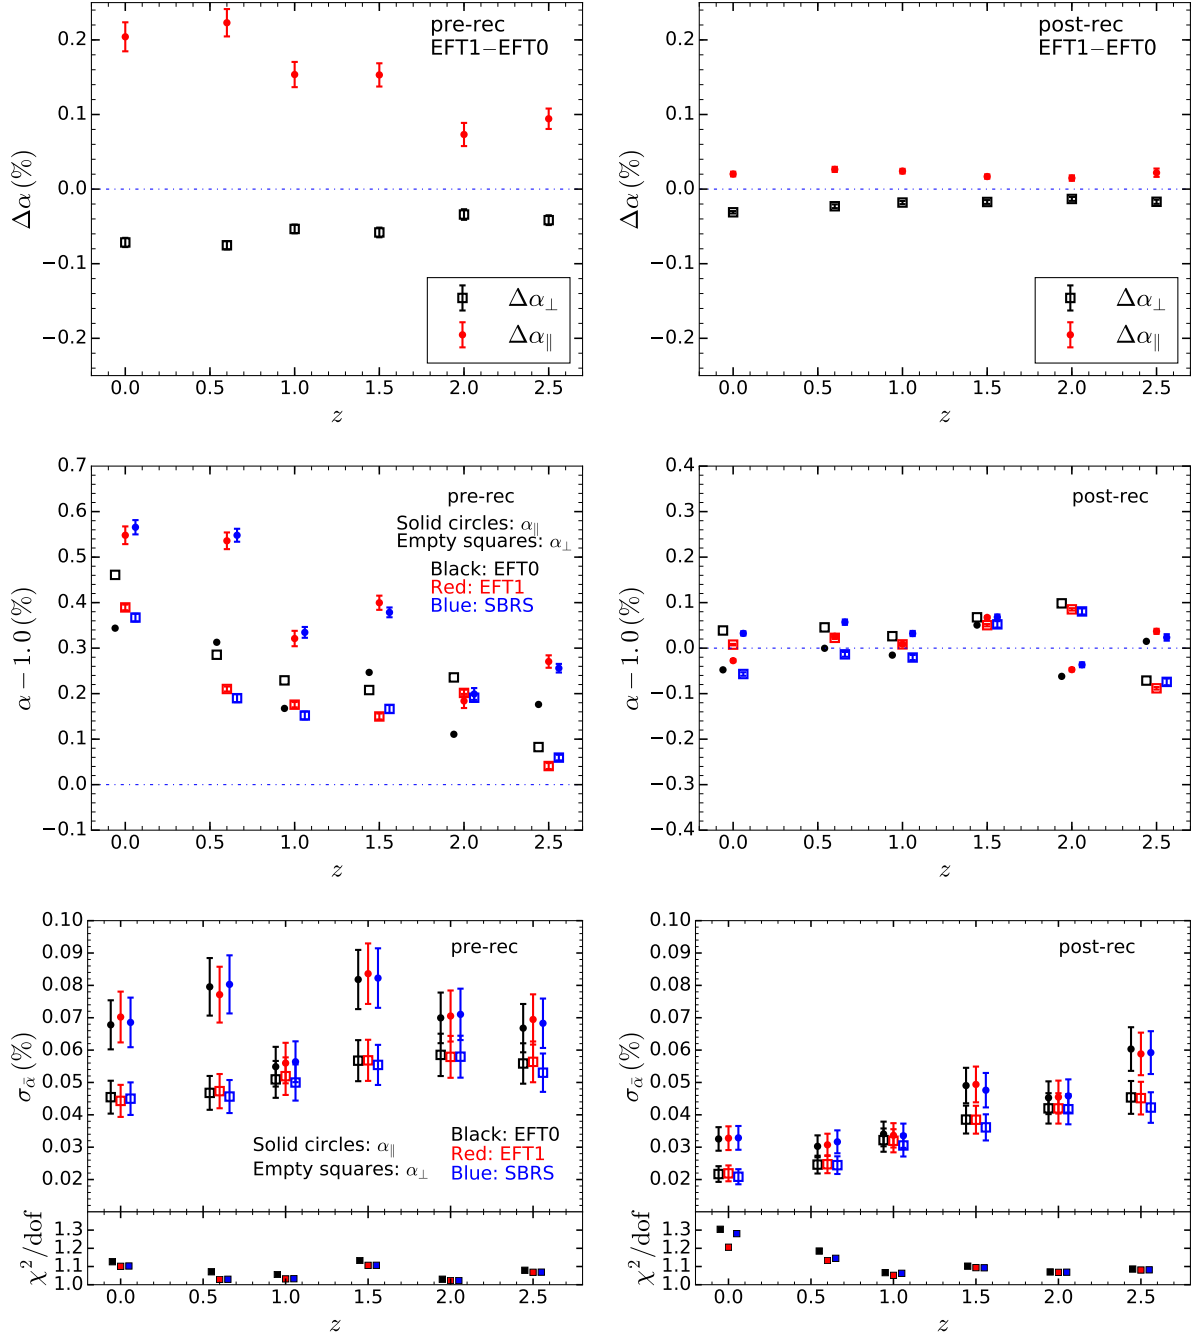 pre-rec
EFT1−EFT0
0.2
0.1
0.0
−0.1
−0.2
Δα (%)
Δα⊥
Δα∥
0.0 0.5 1.0 1.5 2.0 2.5
z
post-rec
EFT1−EFT0
0.2
0.1
0.0
−0.1
−0.2
Δα (%)
Δα⊥
Δα∥
0.0 0.5 1.0 1.5 2.0 2.5
z
0.7
0.6
0.5
0.4
0.3
0.2
0.1
0.0
−0.1
α − 1.0 (%)
pre-rec
Solid circles: α∥
Empty squares: α⊥
Black: EFT0
Red: EFT1
Blue: SBRS
0.0 0.5 1.0 1.5 2.0 2.5
z
0.4
0.3
0.2
0.1
0.0
−0.1
−0.2
−0.3
−0.4
α − 1.0 (%)
post-rec
0.0 0.5 1.0 1.5 2.0 2.5
z
0.10
0.09
0.08
0.07
0.06
0.05
0.04
0.03
0.02
σᾱ (%)
pre-rec
Solid circles: α∥
Empty squares: α⊥
Black: EFT0
Red: EFT1
Blue: SBRS
1.3
1.2
1.1
1.0
χ²/dof
0.0 0.5 1.0 1.5 2.0 2.5
z
0.10
0.09
0.08
0.07
0.06
0.05
0.04
0.03
0.02
σᾱ (%)
post-rec
1.3
1.2
1.1
1.0
χ²/dof
0.0 0.5 1.0 1.5 2.0 2.5
z